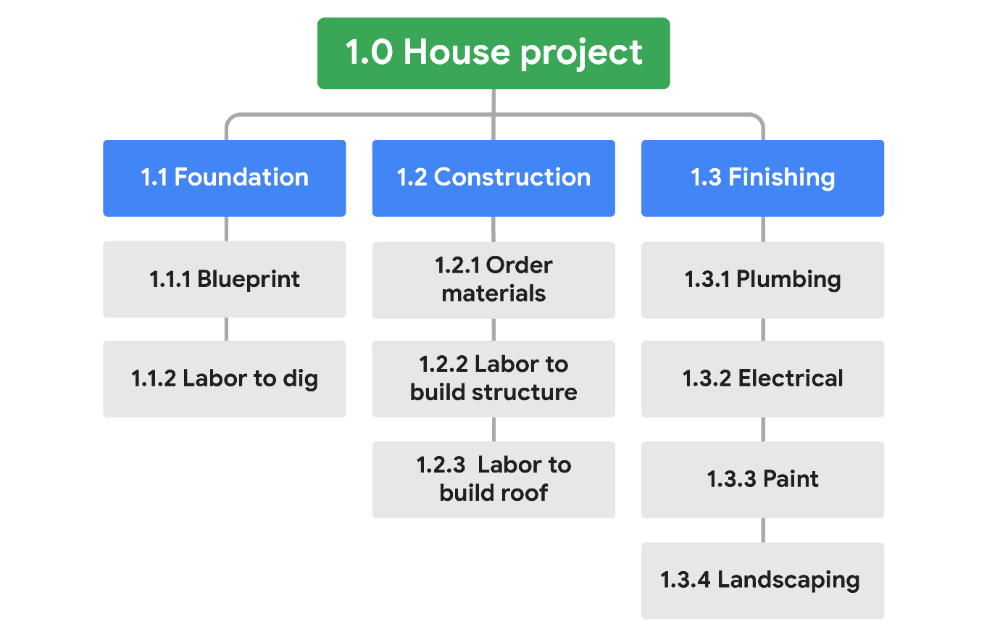 1.0 House project
1.1 Foundation
1.1.1 Blueprint
1.1.2 Labor to dig
1.2 Construction
1.2.1 Order
materials
1.2.2 Labor to
build structure
1.2.3 Labor to
build roof
1.3 Finishing
1.3.1 Plumbing
1.3.2 Electrical
1.3.3 Paint
1.3.4 Landscaping